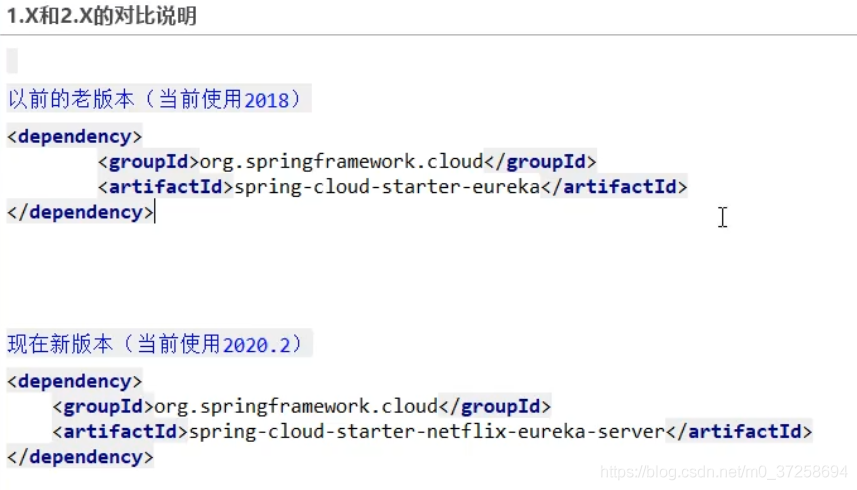 1.X和2.X的对比说明
以前的老版本（当前使用2018）
<dependency>
<groupId>org.springframework.cloud</groupId>
<artifactId>spring-cloud-starter-eureka</artifactId>
</dependency>
现在新版本（当前使用2020.2）
<dependency>
<groupId>org.springframework.cloud</groupId>
<artifactId>spring-cloud-starter-netflix-eureka-server</artifactId>
</dependency>
https://blog.csdn.net/m0_37258694